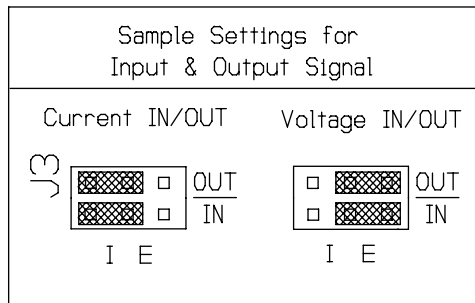 Sample Settings for
Input & Output Signal
Current IN/OUT
Voltage IN/OUT
J3
OUT
IN
I E
OUT
IN
I E